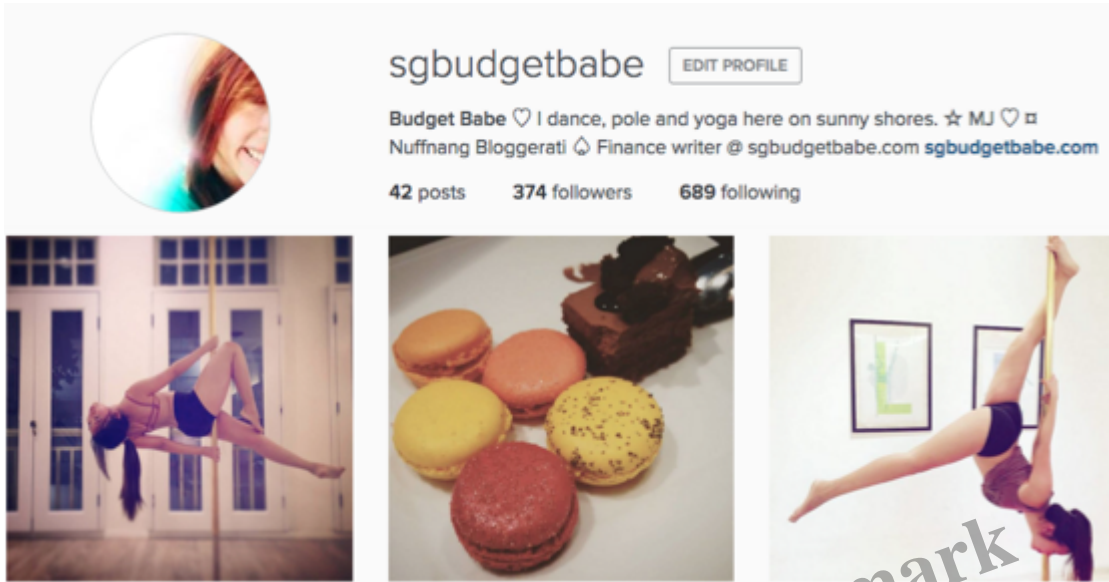 sgbudgetbabe EDIT PROFILE
Budget Babe ♡ I dance, pole and yoga here on sunny shores. ☆ MJ ♡ ¤
Nuffnang Bloggerati ♤ Finance writer @ sgbudgetbabe.com sgbudgetbabe.com
42 posts 374 followers 689 following